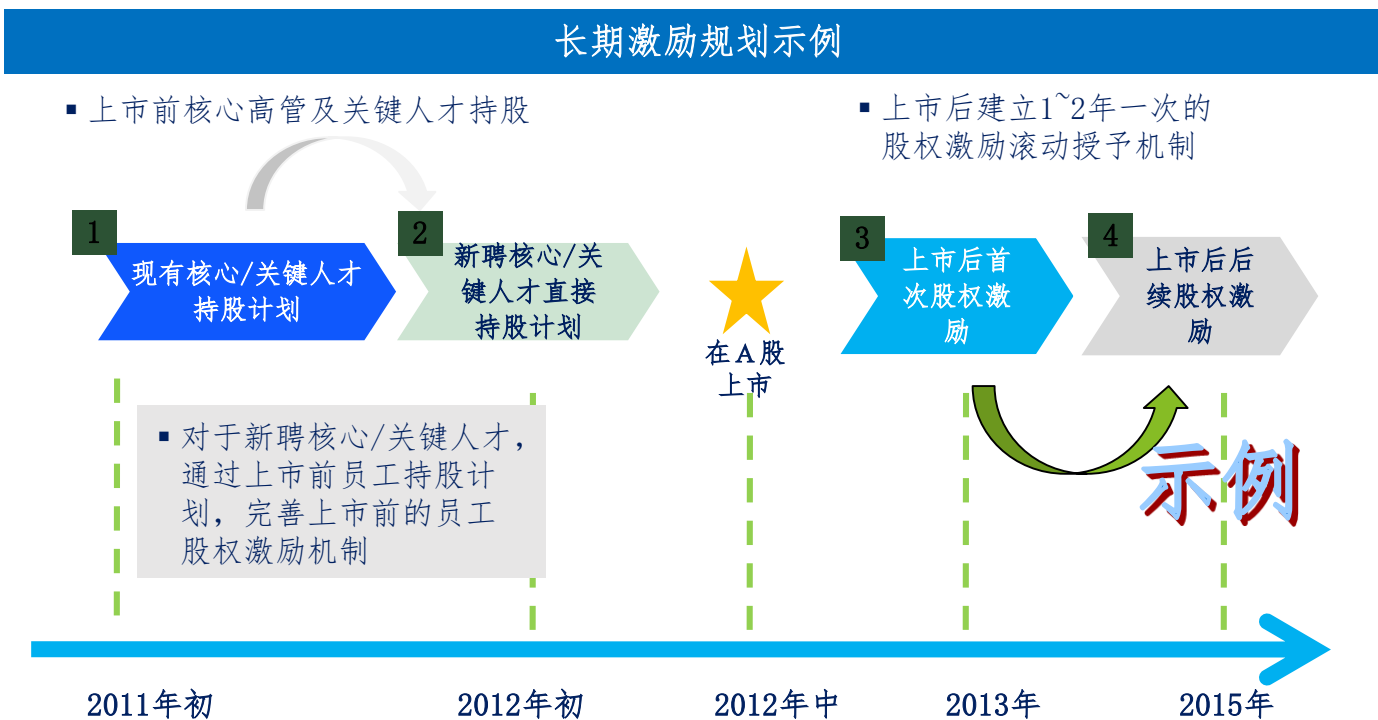 长期激励规划示例
▪ 上市前核心高管及关键人才持股
▪ 上市后建立1~2年一次的
股权激励滚动授予机制
1
现有核心/关键人才
持股计划
2
新聘核心/关
键人才直接
持股计划
在A股
上市
3
上市后首
次股权激
励
4
上市后后
续股权激
励
▪ 对于新聘核心/关键人才，
通过上市前员工持股计
划，完善上市前的员工
股权激励机制
示例
2011年初
2012年初
2012年中
2013年
2015年